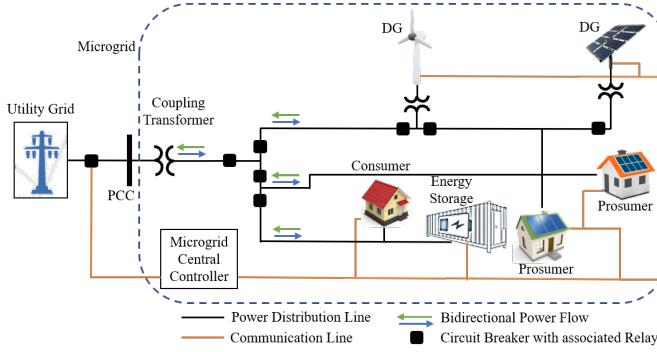 DG
DG
Microgrid
Utility Grid
Coupling
Transformer
PCC
Consumer
Energy
Storage
Prosumer
Prosumer
Microgrid
Central
Controller
Power Distribution Line
Bidirectional Power Flow
Communication Line
Circuit Breaker with associated Relay